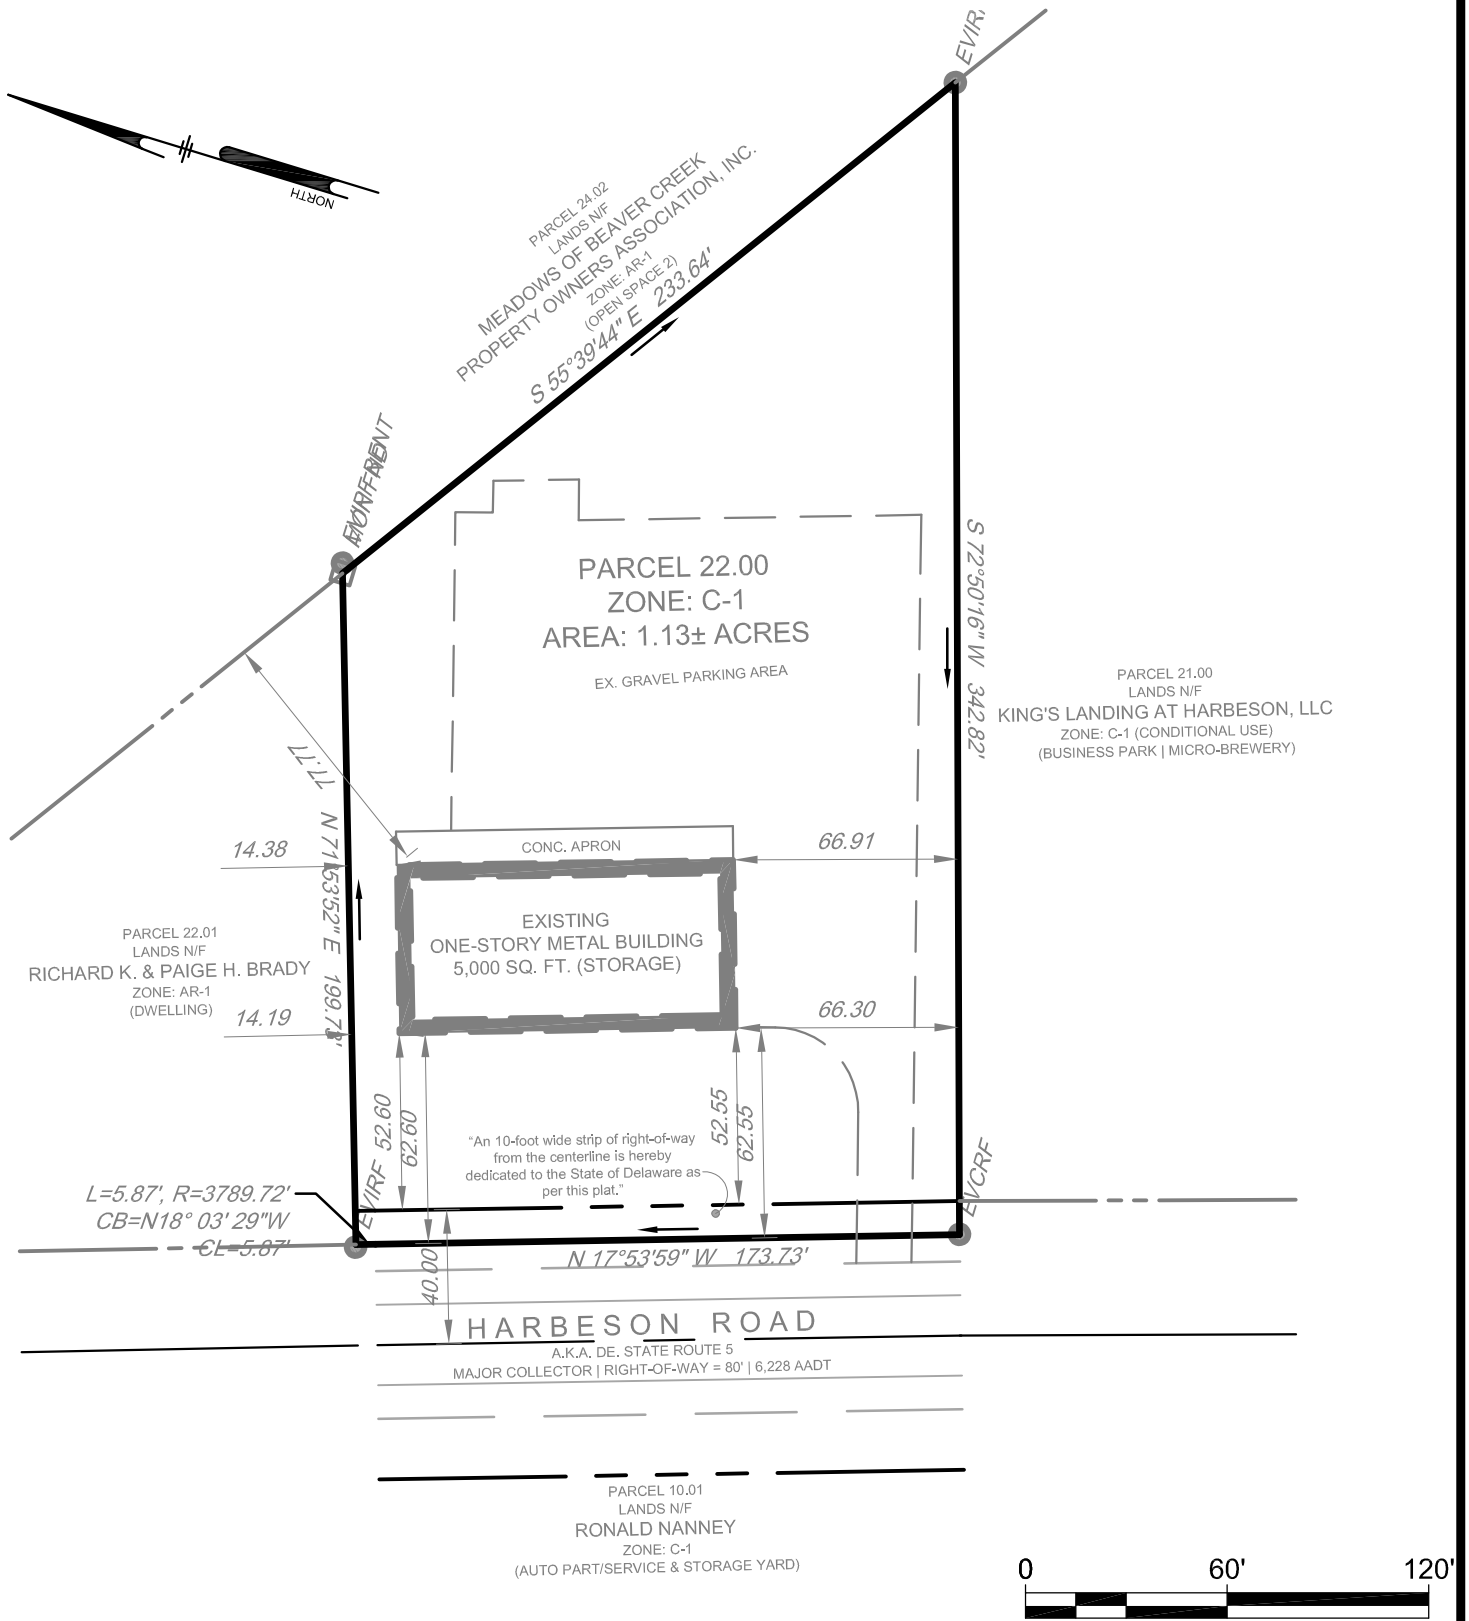 NORTH
EVIR
PARCEL 24.02
LANDS N/F
MEADOWS OF BEAVER CREEK
PROPERTY OWNERS ASSOCIATION, INC.
ZONE: AR-1
(OPEN SPACE 2)
S 55°39'44" E 233.64'
PARCEL 22.00
ZONE: C-1
AREA: 1.13± ACRES
EX. GRAVEL PARKING AREA
S 72°50'16" W 342.82'
PARCEL 21.00
LANDS N/F
KING'S LANDING AT HARBESON, LLC
ZONE: C-1 (CONDITIONAL USE)
(BUSINESS PARK | MICRO-BREWERY)
77.77
N 71°53'52" E 199.73'
14.38
CONC. APRON
66.91
EXISTING
ONE-STORY METAL BUILDING
5,000 SQ. FT. (STORAGE)
PARCEL 22.01
LANDS N/F
RICHARD K. & PAIGE H. BRADY
ZONE: AR-1
(DWELLING)
14.19
66.30
52.60
62.60
52.55
62.55
"An 10-foot wide strip of right-of-way
from the centerline is hereby
dedicated to the State of Delaware as
per this plat."
EVIRF
EVCRF
L=5.87', R=3789.72'
CB=N18° 03' 29"W
CL=5.87'
N 17°53'59" W 173.73'
40.00
HARBESON ROAD
A.K.A. DE. STATE ROUTE 5
MAJOR COLLECTOR | RIGHT-OF-WAY = 80' | 6,228 AADT
PARCEL 10.01
LANDS N/F
RONALD NANNEY
ZONE: C-1
(AUTO PART/SERVICE & STORAGE YARD)
0 60' 120'